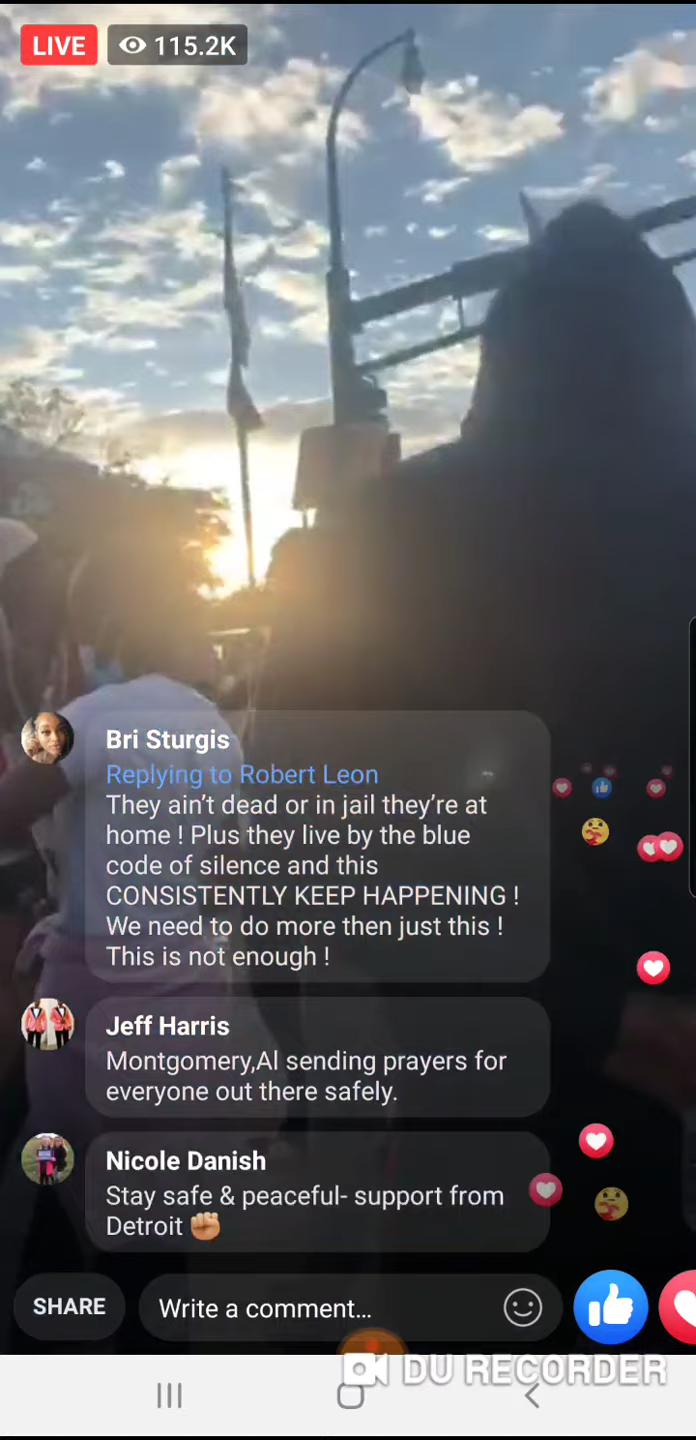 LIVE 115.2K
Bri Sturgis
Replying to Robert Leon
They ain't dead or in jail they're at
home ! Plus they live by the blue
code of silence and this
CONSISTENTLY KEEP HAPPENING !
We need to do more then just this !
This is not enough !
Jeff Harris
Montgomery,Al sending prayers for
everyone out there safely.
Nicole Danish
Stay safe & peaceful- support from
Detroit ✊🏼
SHARE Write a comment...
DU RECORDER